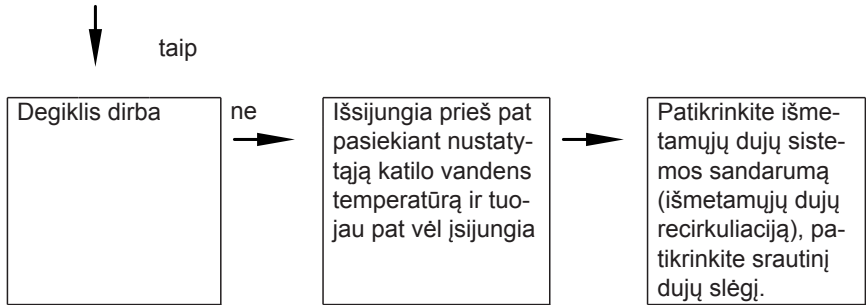 taip
Degiklis dirba
ne
Išsijungia prieš pat
pasiekiant nustaty-
tąją katilo vandens
temperatūrą ir tuo-
jau pat vėl įsijungia
Patikrinkite išme-
tamųjų dujų siste-
mos sandarumą
(išmetamųjų dujų
recirkuliaciją), pa-
tikrinkite srautinį
dujų slėgį.